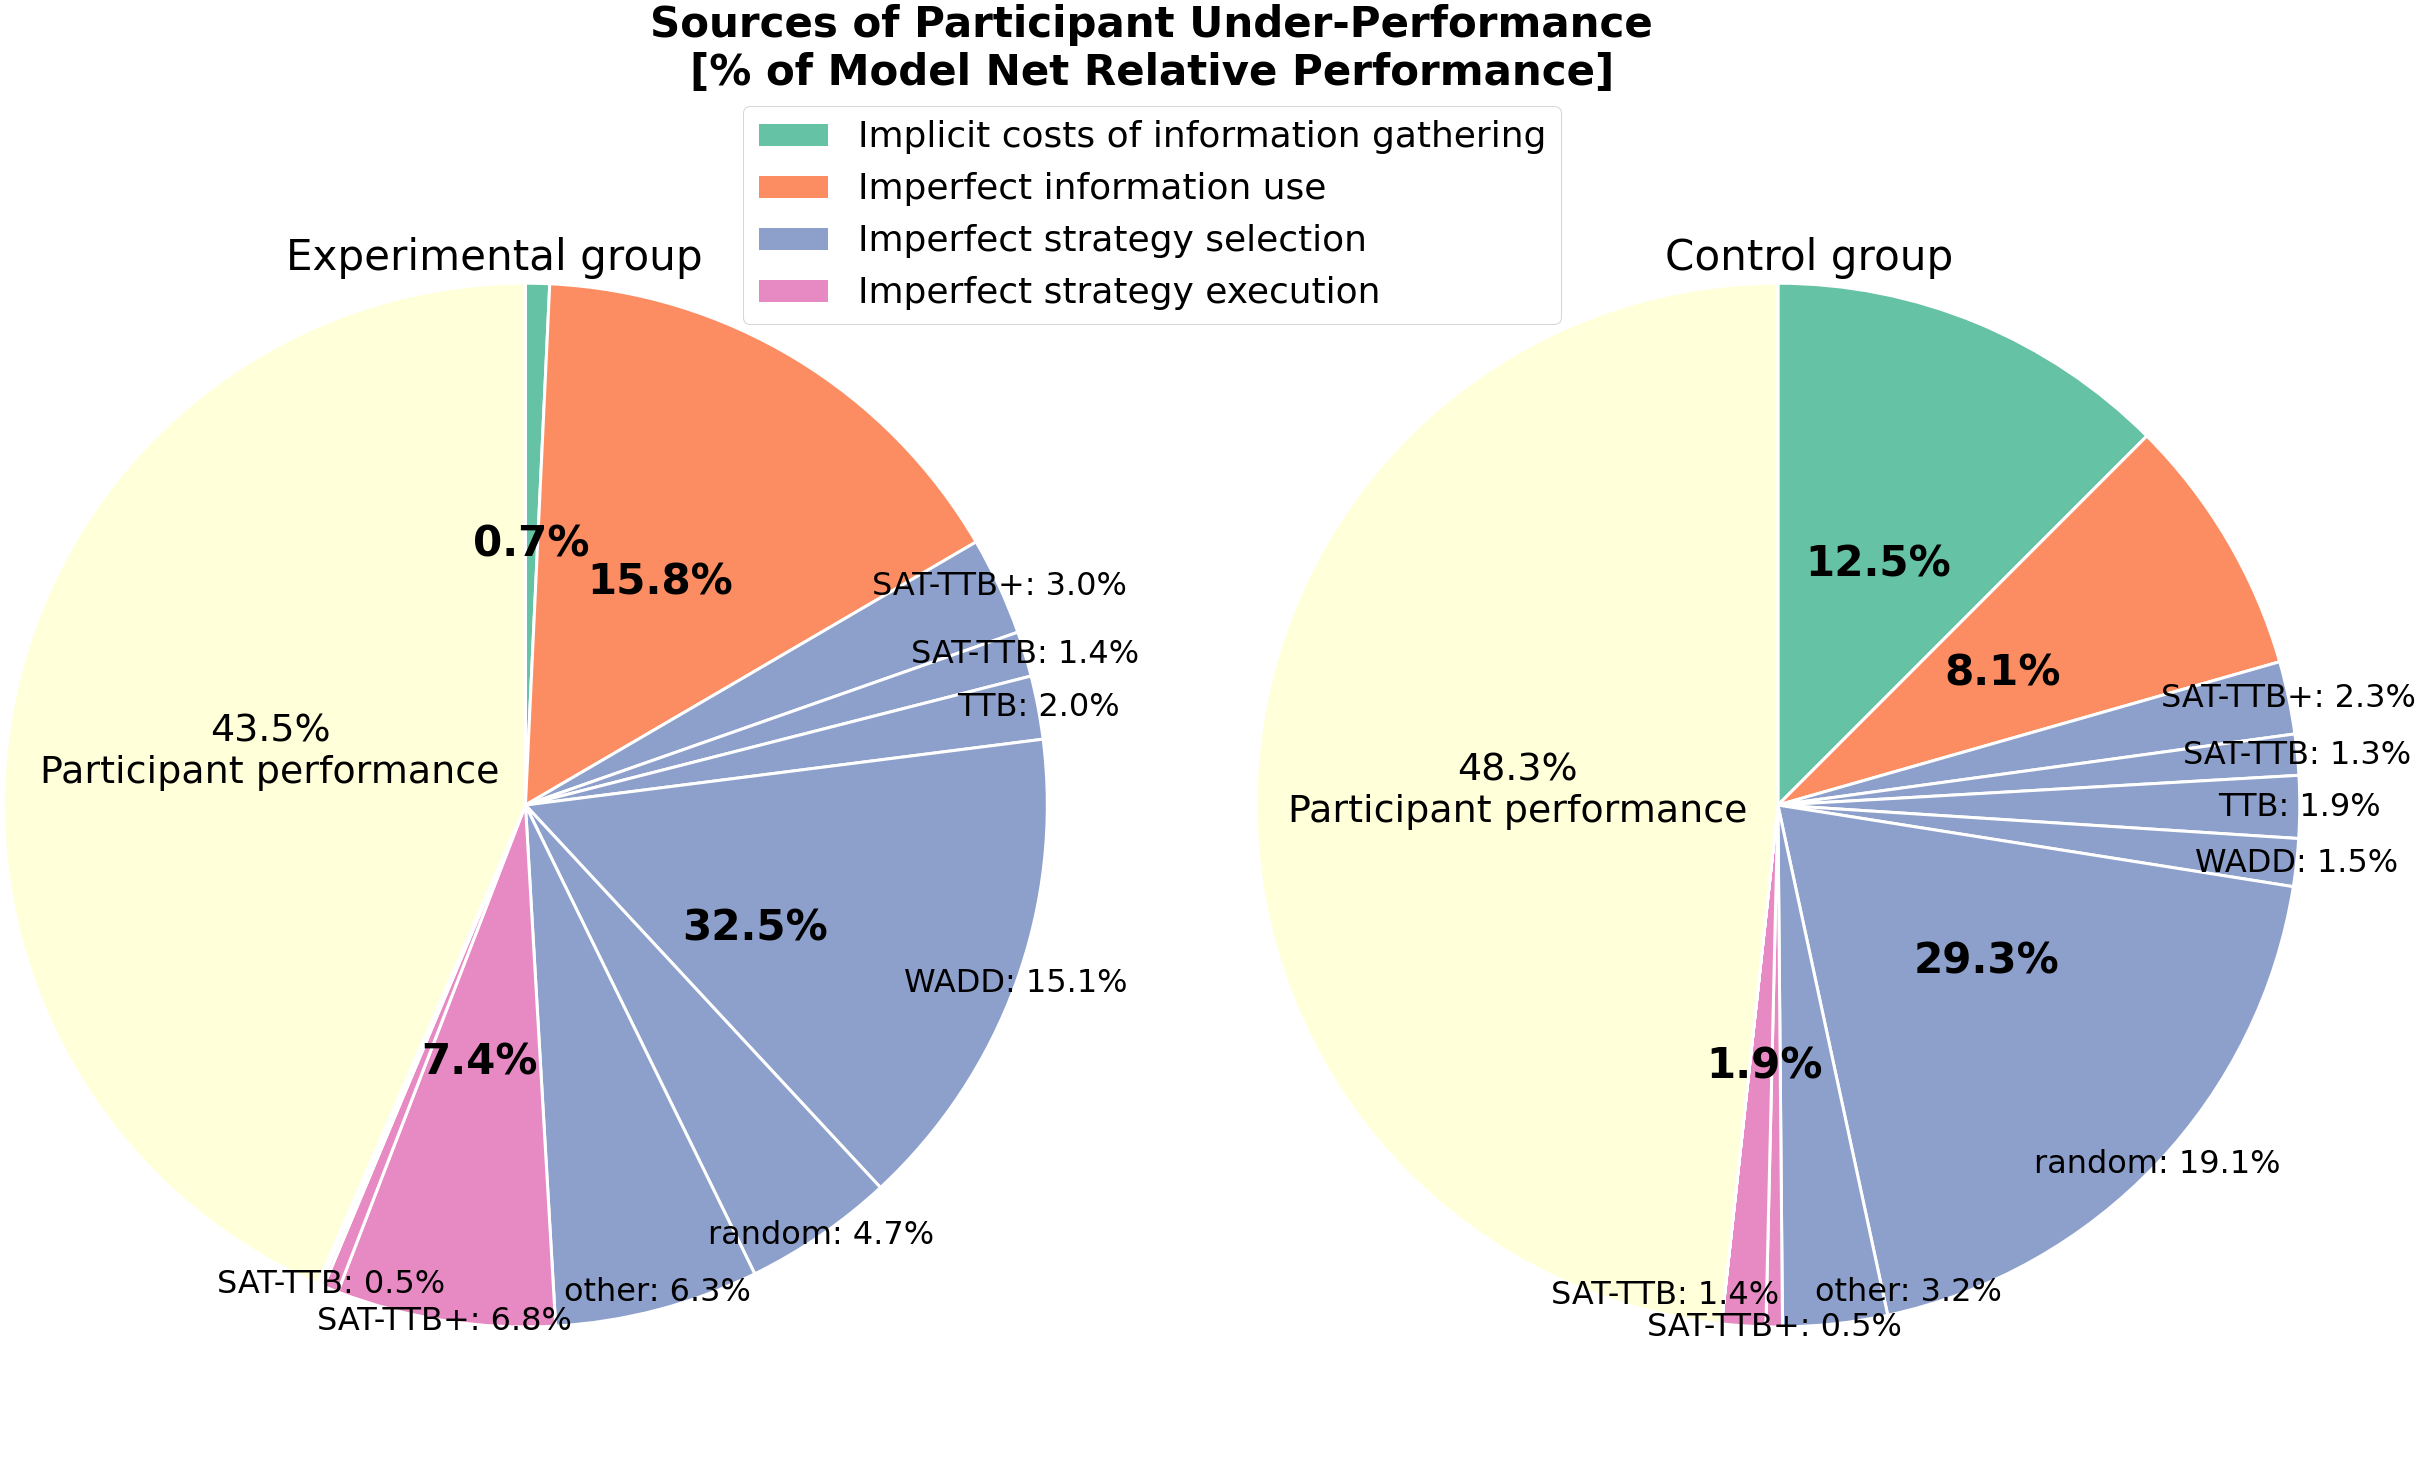 Sources of Participant Under-Performance
[% of Model Net Relative Performance]
Implicit costs of information gathering
Imperfect information use
Imperfect strategy selection
Imperfect strategy execution
Experimental group
0.7%
15.8%
SAT-TTB+: 3.0%
SAT-TTB: 1.4%
TTB: 2.0%
43.5%
Participant performance
32.5%
WADD: 15.1%
7.4%
random: 4.7%
other: 6.3%
SAT-TTB: 0.5%
SAT-TTB+: 6.8%
Control group
12.5%
8.1%
SAT-TTB+: 2.3%
SAT-TTB: 1.3%
TTB: 1.9%
WADD: 1.5%
48.3%
Participant performance
29.3%
1.9%
random: 19.1%
other: 3.2%
SAT-TTB: 1.4%
SAT-TTB+: 0.5%